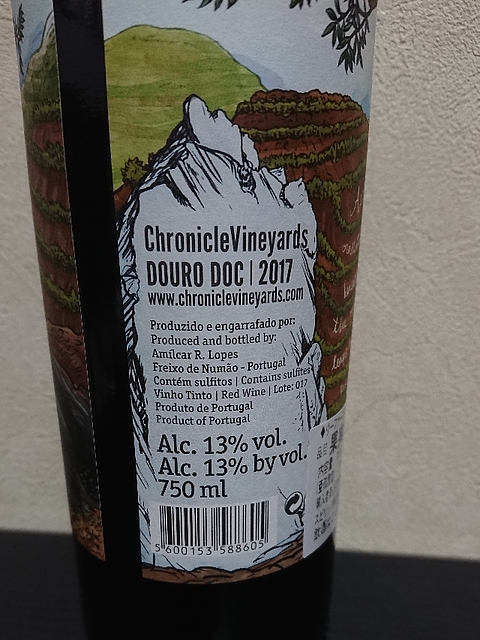 ChronicleVineyards
DOURO DOC | 2017
www.chroniclevineyards.com
Produzido e engarrafado por:
Produced and bottled by:
Amílcar R. Lopes
Freixo de Numão - Portugal
Contém sulfitos | Contains sulfites
Vinho Tinto | Red Wine | Lote: 017
Produto de Portugal
Product of Portugal
Alc. 13% vol.
Alc. 13% by vol.
750 ml
5 600153 588605